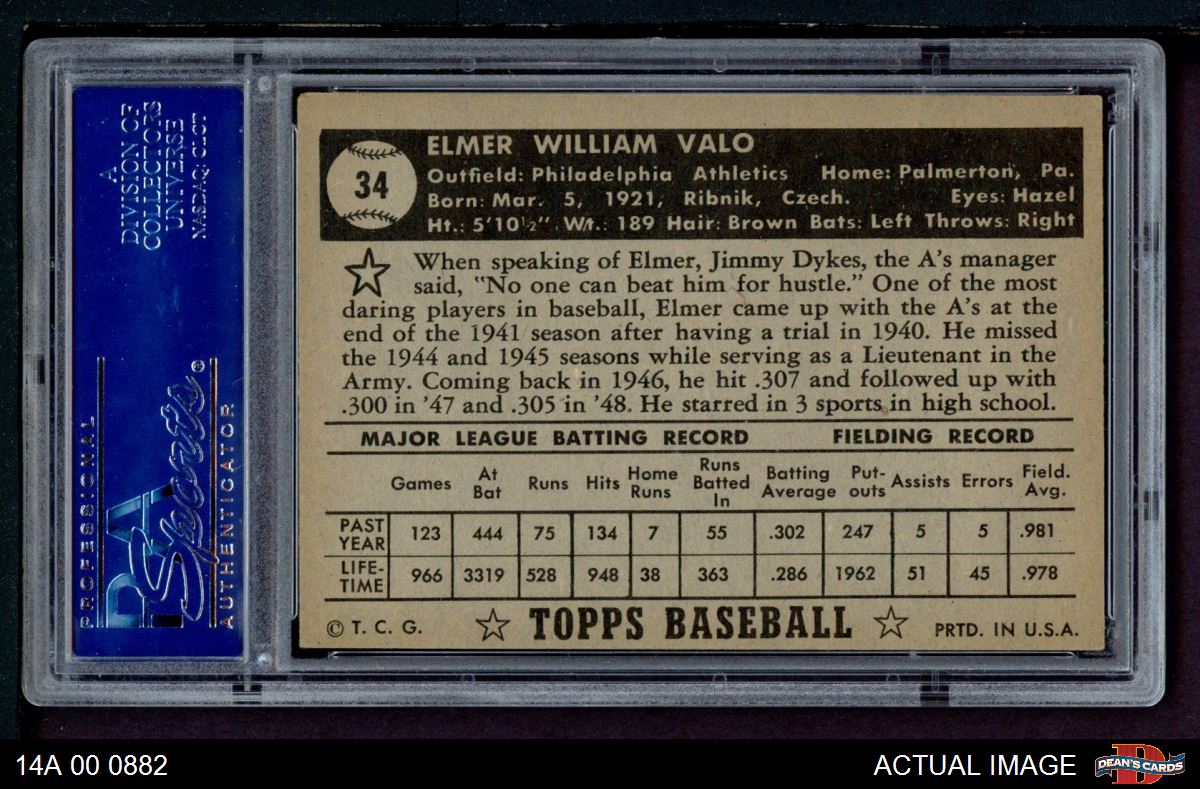 A
DIVISION OF
COLLECTORS
UNIVERSE
NASDAQ: CLCT
PROFESSIONAL
PSA
Sports®
AUTHENTICATOR
34
ELMER WILLIAM VALO
Outfield: Philadelphia Athletics Home: Palmerton, Pa.
Born: Mar. 5, 1921, Ribnik, Czech. Eyes: Hazel
Ht.: 5'10½" Wt.: 189 Hair: Brown Bats: Left Throws: Right
When speaking of Elmer, Jimmy Dykes, the A's manager
said, "No one can beat him for hustle." One of the most
daring players in baseball, Elmer came up with the A's at the
end of the 1941 season after having a trial in 1940. He missed
the 1944 and 1945 seasons while serving as a Lieutenant in the
Army. Coming back in 1946, he hit .307 and followed up with
.300 in '47 and .305 in '48. He starred in 3 sports in high school.
MAJOR LEAGUE BATTING RECORD FIELDING RECORD
Games At Bat Runs Hits Home Runs Runs Batted In Batting Average Put-outs Assists Errors Field. Avg.
PAST YEAR 123 444 75 134 7 55 .302 247 5 5 .981
LIFE-TIME 966 3319 528 948 38 363 .286 1962 51 45 .978
© T. C. G. ☆ TOPPS BASEBALL ☆ PRTD. IN U.S.A.
14A 00 0882 ACTUAL IMAGE
D
DEAN'S CARDS